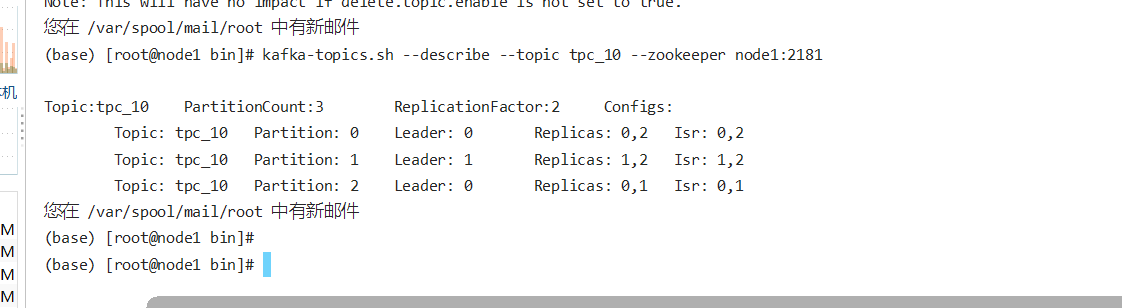 Note: This will have no impact if delete.topic.enable is not set to true.
您在 /var/spool/mail/root 中有新邮件
(base) [root@node1 bin]# kafka-topics.sh --describe --topic tpc_10 --zookeeper node1:2181
本机
Topic:tpc_10 PartitionCount:3 ReplicationFactor:2 Configs:
Topic: tpc_10 Partition: 0 Leader: 0 Replicas: 0,2 Isr: 0,2
Topic: tpc_10 Partition: 1 Leader: 1 Replicas: 1,2 Isr: 1,2
Topic: tpc_10 Partition: 2 Leader: 0 Replicas: 0,1 Isr: 0,1
您在 /var/spool/mail/root 中有新邮件
(base) [root@node1 bin]#
(base) [root@node1 bin]#
M
M
M
M